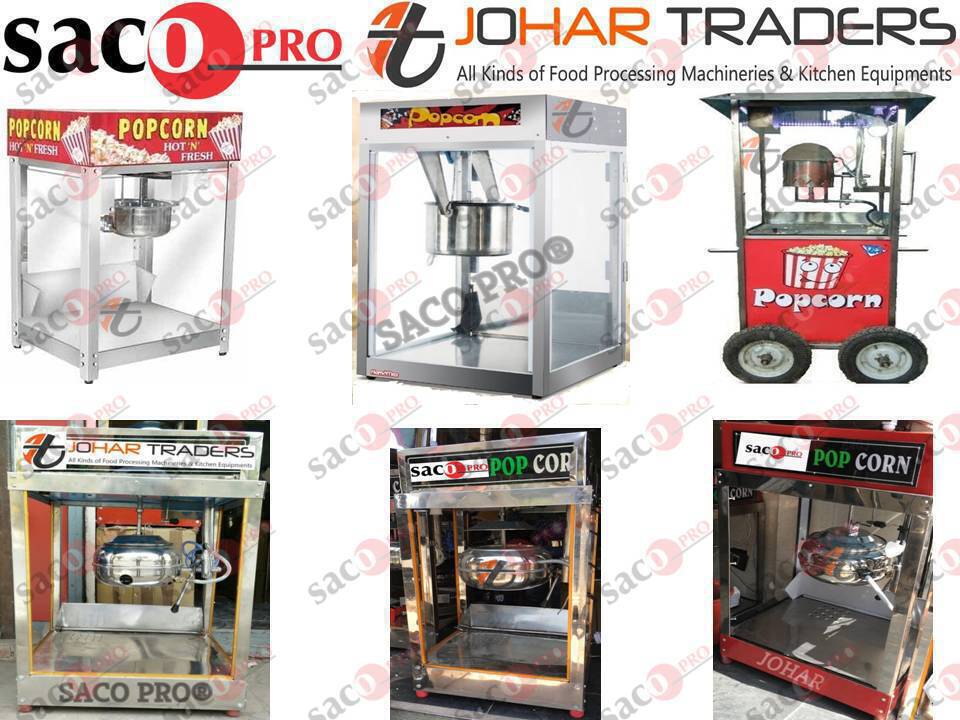 saco PRO
JOHAR TRADERS
All Kinds of Food Processing Machineries & Kitchen Equipments
POPCORN
HOT 'N' FRESH
POPCORN
HOT 'N'
FRESH
Popcorn
SACO PRO®
Popcorn
JOHAR TRADERS
All Kinds of Food Processing Machineries & Kitchen Equipments
SACO PRO®
saco PRO POP COR
saco PRO POP CORN
CORN
JOHAR
saco PRO